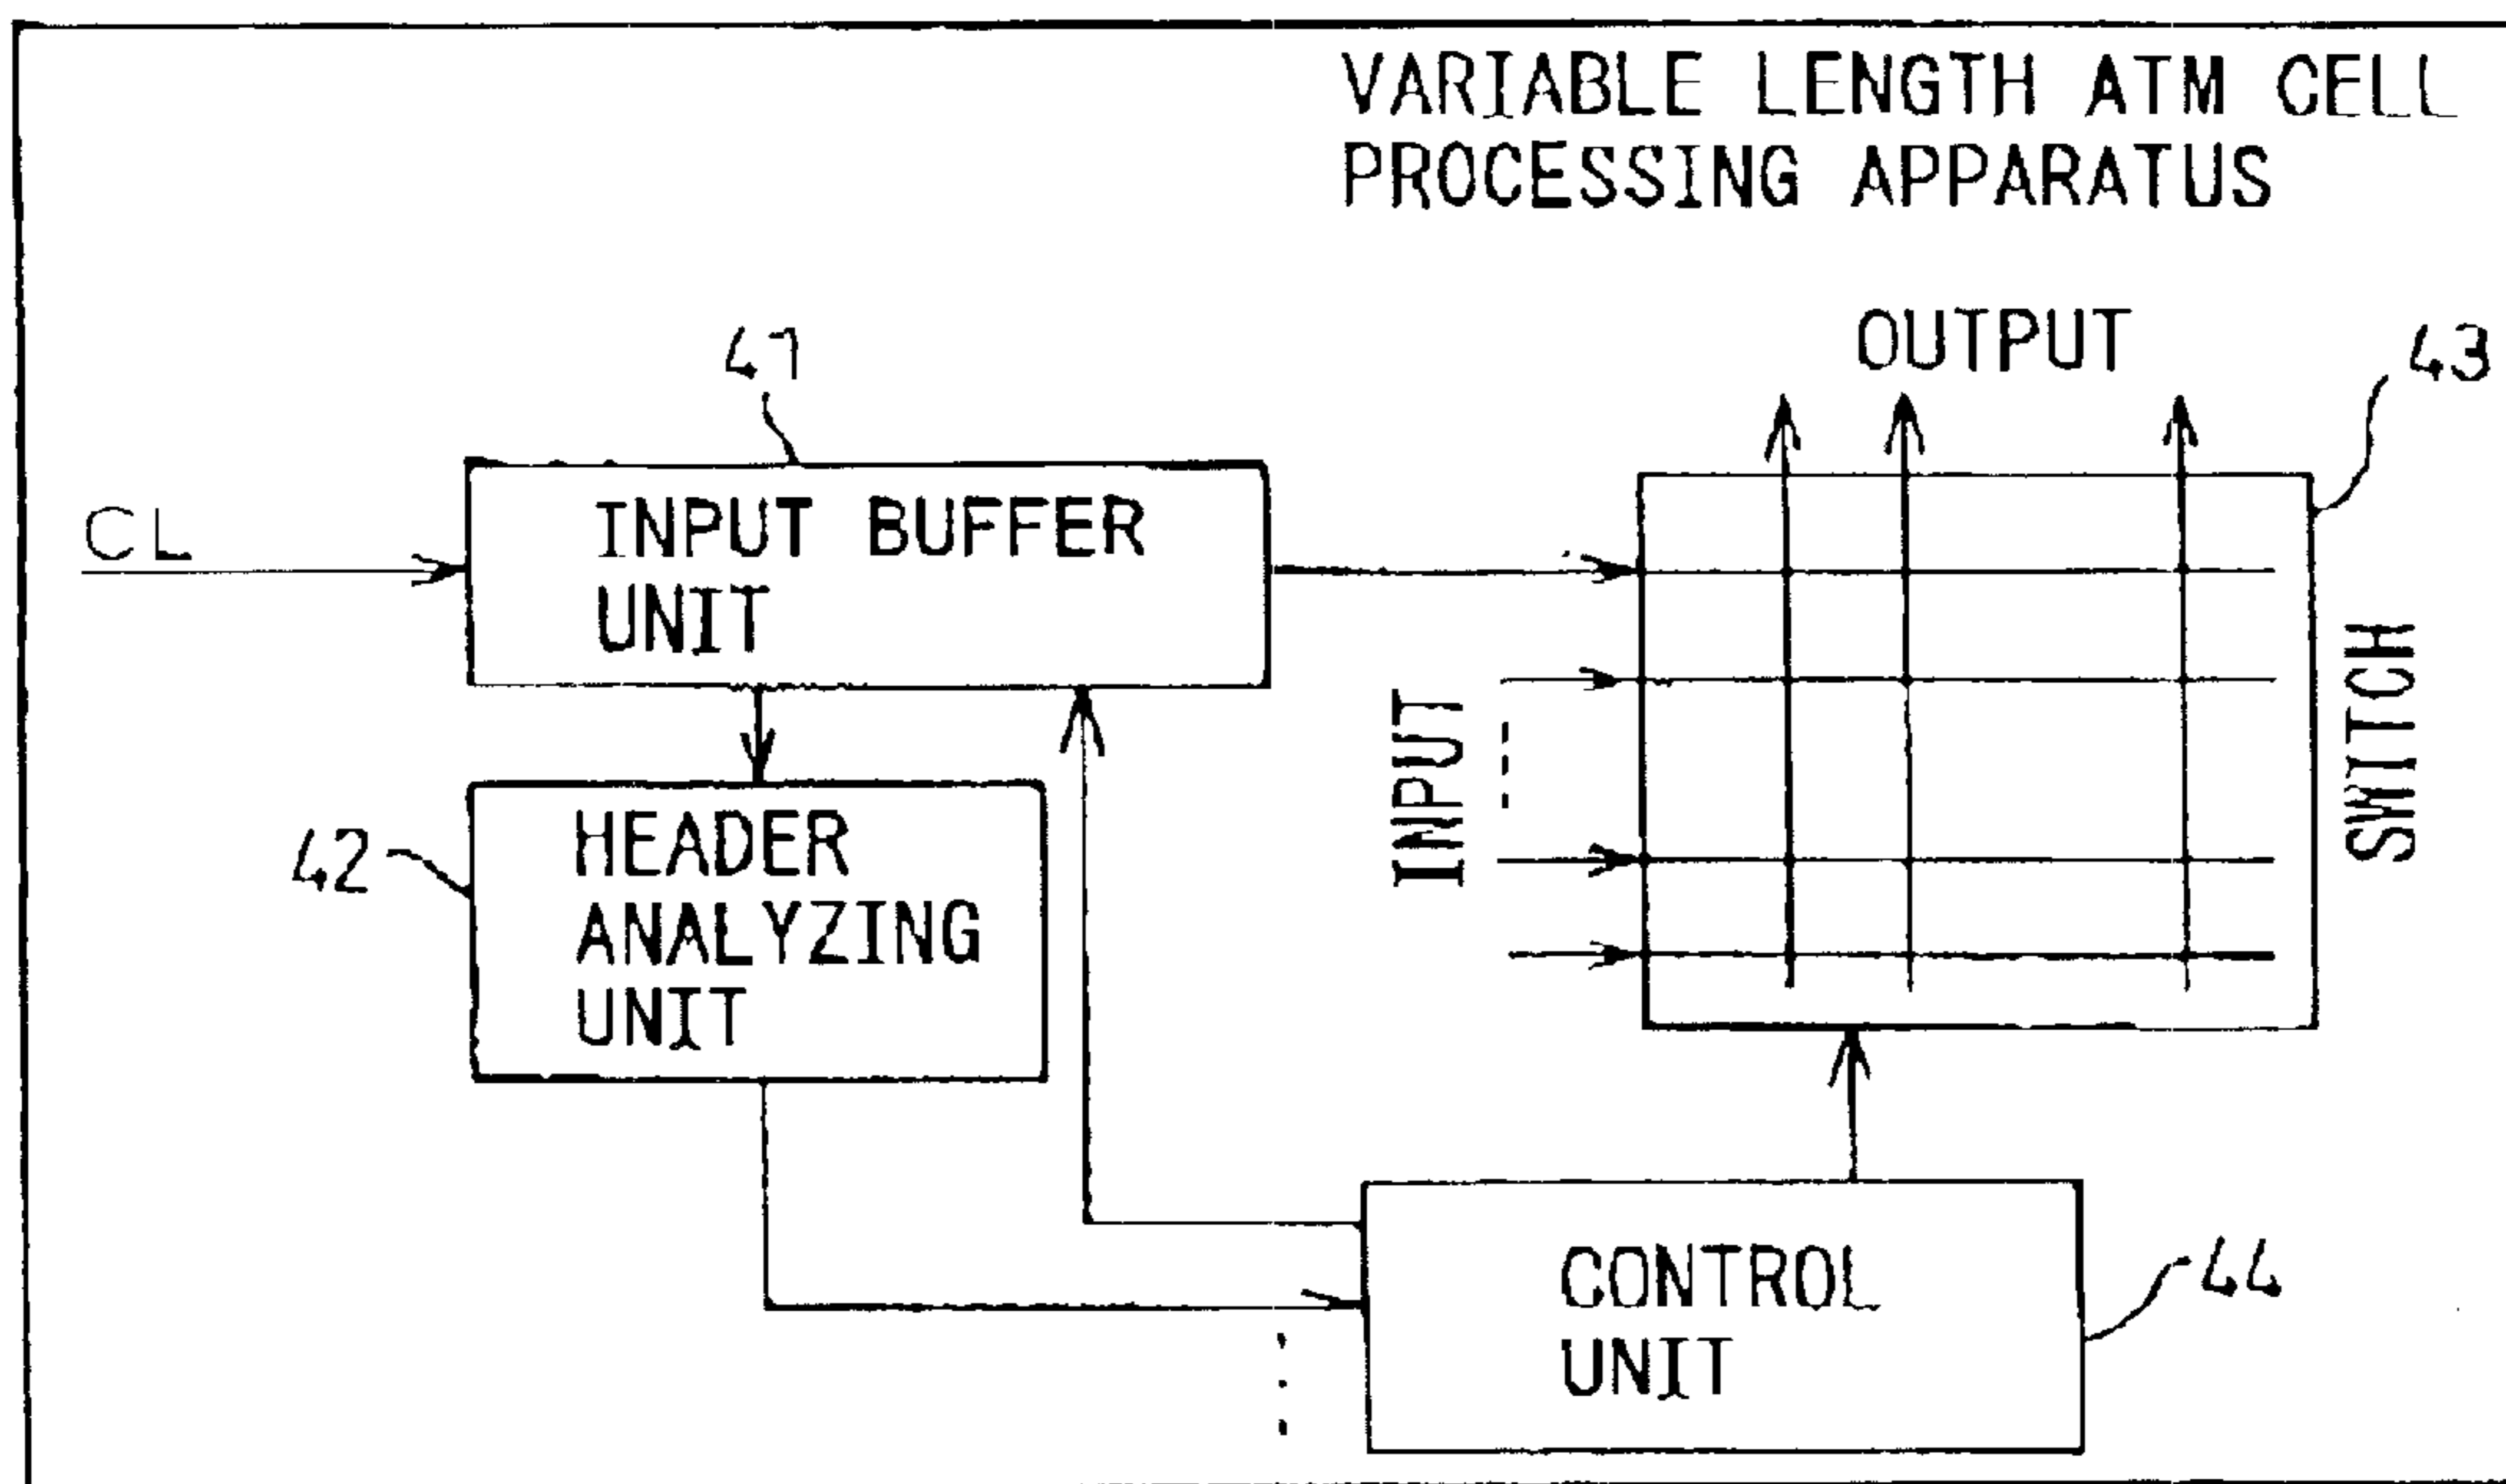 VARIABLE LENGTH ATM CELL
PROCESSING APPARATUS
OUTPUT
41
43
CL
INPUT BUFFER
UNIT
INPUT
SWITCH
42
HEADER
ANALYZING
UNIT
CONTROL
UNIT
44